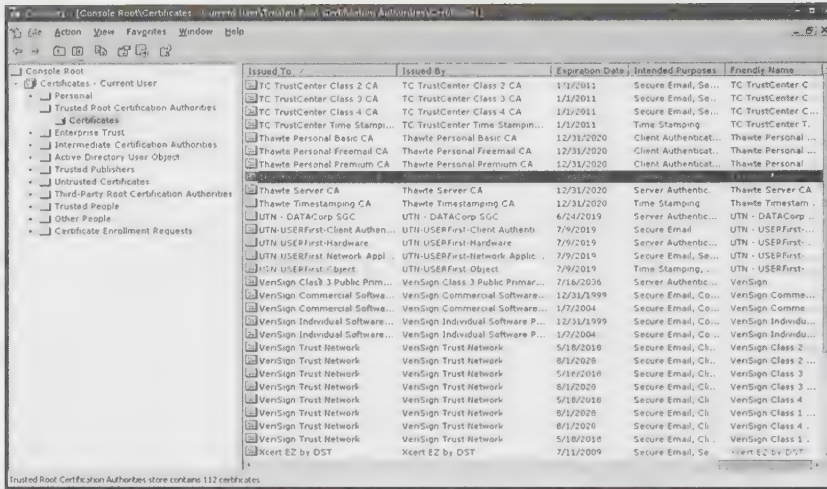 [Console Root\Certificates
File Action View Favorites Window Help
Console Root
Certificates - Current User
Personal
Trusted Root Certification Authorities
Certificates
Enterprise Trust
Intermediate Certification Authorities
Active Directory User Object
Trusted Publishers
Untrusted Certificates
Third-Party Root Certification Authorities
Trusted People
Other People
Certificate Enrollment Requests
Issued To Issued By Expiration Date Intended Purposes Friendly Name
TC TrustCenter Class 2 CA TC TrustCenter Class 2 CA 1/1/2011 Secure Email, Se... TC TrustCenter C
TC TrustCenter Class 3 CA TC TrustCenter Class 3 CA 1/1/2011 Secure Email, Se... TC TrustCenter C
TC TrustCenter Class 4 CA TC TrustCenter Class 4 CA 1/1/2011 Secure Email, Se... TC TrustCenter C...
TC TrustCenter Time Stampi... TC TrustCenter Time Stampin... 1/1/2011 Time Stamping TC TrustCenter T.
Thawte Personal Basic CA Thawte Personal Basic CA 12/31/2020 Client Authenticat... Thawte Personal ...
Thawte Personal Freemail CA Thawte Personal Freemail CA 12/31/2020 Client Authenticat... Thawte Personal ...
Thawte Personal Premium CA Thawte Personal Premium CA 12/31/2020 Client Authenticat... Thawte Personal
Thawte Server CA Thawte Server CA 12/31/2020 Server Authentic. Thawte Server CA
Thawte Timestamping CA Thawte Timestamping CA 12/31/2020 Time Stamping Thawte Timestam .
UTN - DATACorp SGC UTN - DATACorp SGC 6/24/2019 Server Authentic... UTN - DATACorp ...
UTN-USERFirst-Client Authen... UTN-USERFirst-Client Authenti 7/9/2019 Secure Email UTN - USERFirst-...
UTN-USERFirst-Hardware UTN-USERFirst-Hardware 7/9/2019 Server Authentic... UTN - USERFirst- .
UTN-USERFirst Network Appl . UTN-USERFirst-Network Applic . 7/9/2019 Secure Email, Se... UTN - USERFirst-
UTN USERFirst Object UTN-USERFirst Object 7/9/2019 Time Stamping, . UTN - USERFirst-
VeriSign Class 3 Public Prim... VeriSign Class 3 Public Primar... 7/16/2036 Server Authentic ... VeriSign
VeriSign Commercial Softwa... VeriSign Commercial Software... 12/31/1999 Secure Email, Co... VeriSign Comme...
VeriSign Commercial Softwa... VeriSign Commercial Software... 1/7/2004 Secure Email, Co ... VeriSign Comme
VeriSign Individual Software... VeriSign Individual Software P... 12/31/1999 Secure Email, Co... VeriSign Individu...
VeriSign Individual Software... VeriSign Individual Software P... 1/7/2004 Secure Email, Co ... VeriSign Individu...
VeriSign Trust Network VeriSign Trust Network 5/18/2018 Secure Email, Cli... VeriSign Class 2
VeriSign Trust Network VeriSign Trust Network 8/1/2028 Secure Email, Cli... VeriSign Class 2 ...
VeriSign Trust Network VeriSign Trust Network 5/18/2018 Secure Email, Cli... VeriSign Class 3
VeriSign Trust Network VeriSign Trust Network 8/1/2028 Secure Email, Cli.. VeriSign Class 3 ...
VeriSign Trust Network VeriSign Trust Network 5/18/2018 Secure Email, Cli... VeriSign Class 4
VeriSign Trust Network VeriSign Trust Network 8/1/2028 Secure Email, Cli VeriSign Class 1 ...
VeriSign Trust Network VeriSign Trust Network 8/1/2028 Secure Email, Cli VeriSign Class 4 .
VeriSign Trust Network VeriSign Trust Network 5/18/2018 Secure Email, Cli . VeriSign Class 1 .
Xcert EZ by DST Xcert EZ by DST 7/11/2009 Secure Email, Se Xcert EZ by DST
Trusted Root Certification Authorities store contains 112 certificates